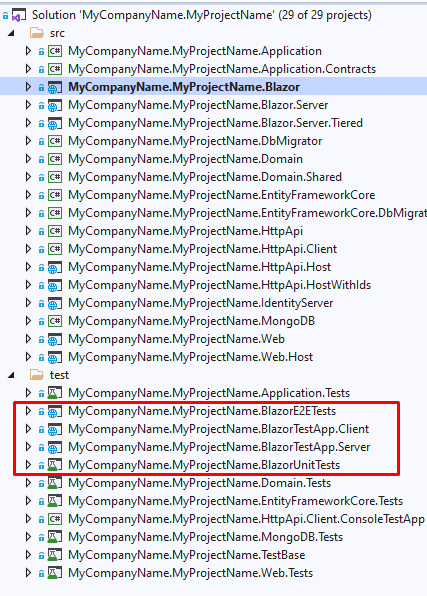 Solution 'MyCompanyName.MyProjectName' (29 of 29 projects)
src
MyCompanyName.MyProjectName.Application
MyCompanyName.MyProjectName.Application.Contracts
MyCompanyName.MyProjectName.Blazor
MyCompanyName.MyProjectName.Blazor.Server
MyCompanyName.MyProjectName.Blazor.Server.Tiered
MyCompanyName.MyProjectName.DbMigrator
MyCompanyName.MyProjectName.Domain
MyCompanyName.MyProjectName.Domain.Shared
MyCompanyName.MyProjectName.EntityFrameworkCore
MyCompanyName.MyProjectName.EntityFrameworkCore.DbMigrat
MyCompanyName.MyProjectName.HttpApi
MyCompanyName.MyProjectName.HttpApi.Client
MyCompanyName.MyProjectName.HttpApi.Host
MyCompanyName.MyProjectName.HttpApi.HostWithIds
MyCompanyName.MyProjectName.IdentityServer
MyCompanyName.MyProjectName.MongoDB
MyCompanyName.MyProjectName.Web
MyCompanyName.MyProjectName.Web.Host
test
MyCompanyName.MyProjectName.Application.Tests
MyCompanyName.MyProjectName.BlazorE2ETests
MyCompanyName.MyProjectName.BlazorTestApp.Client
MyCompanyName.MyProjectName.BlazorTestApp.Server
MyCompanyName.MyProjectName.BlazorUnitTests
MyCompanyName.MyProjectName.Domain.Tests
MyCompanyName.MyProjectName.EntityFrameworkCore.Tests
MyCompanyName.MyProjectName.HttpApi.Client.ConsoleTestApp
MyCompanyName.MyProjectName.MongoDB.Tests
MyCompanyName.MyProjectName.TestBase
MyCompanyName.MyProjectName.Web.Tests